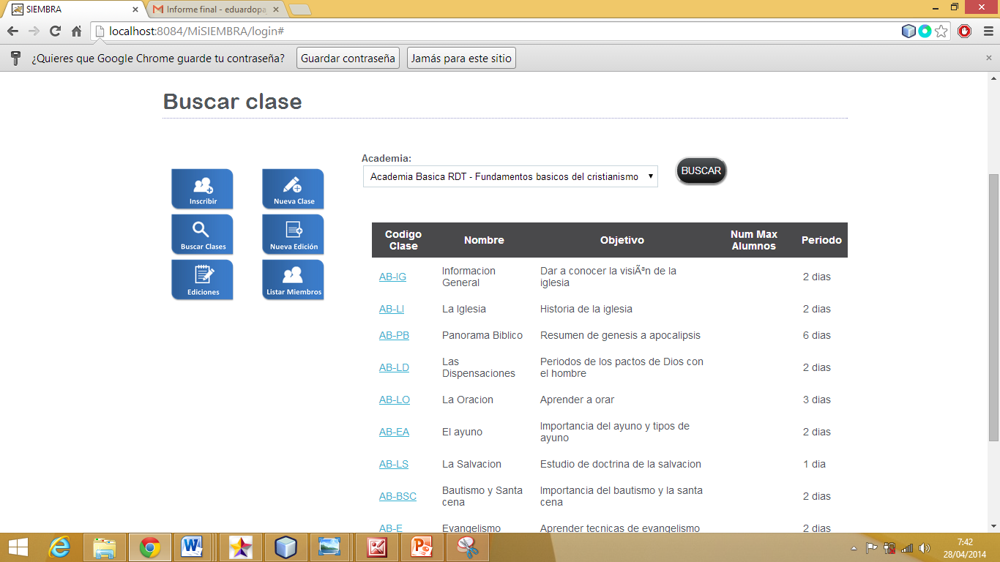 SIEMBRA
Informe final - eduardopa
localhost:8084/MiSIEMBRA/login#
¿Quieres que Google Chrome guarde tu contraseña? Guardar contraseña Jamás para este sitio
Buscar clase
Academia:
Academia Basica RDT - Fundamentos basicos del cristianismo
BUSCAR
Inscribir Nueva Clase
Buscar Clases Nueva Edición
Ediciones Listar Miembros
Codigo Clase Nombre Objetivo Num Max Alumnos Periodo
AB-IG Informacion General Dar a conocer la visiÃ³n de la iglesia 2 dias
AB-LI La Iglesia Historia de la iglesia 2 dias
AB-PB Panorama Biblico Resumen de genesis a apocalipsis 6 dias
AB-LD Las Dispensaciones Periodos de los pactos de Dios con el hombre 2 dias
AB-LO La Oracion Aprender a orar 3 dias
AB-EA El ayuno Importancia del ayuno y tipos de ayuno 2 dias
AB-LS La Salvacion Estudio de doctrina de la salvacion 1 dia
AB-BSC Bautismo y Santa cena Importancia del bautismo y la santa cena 2 dias
AB-E Evangelismo Aprender tecnicas de evangelismo 2 dias
7:42
28/04/2014